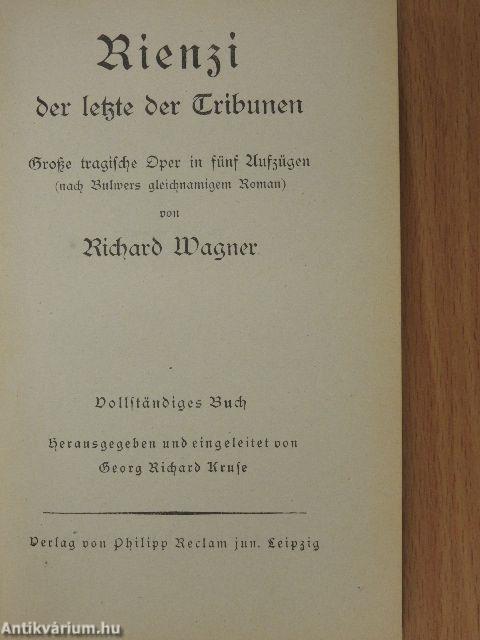 Rienzi
der letzte der Tribunen
Große tragische Oper in fünf Aufzügen
(nach Bulwers gleichnamigem Roman)
von
Richard Wagner
Vollständiges Buch
Herausgegeben und eingeleitet von
Georg Richard Kruse
Verlag von Philipp Reclam jun. Leipzig
Antikvárium.hu